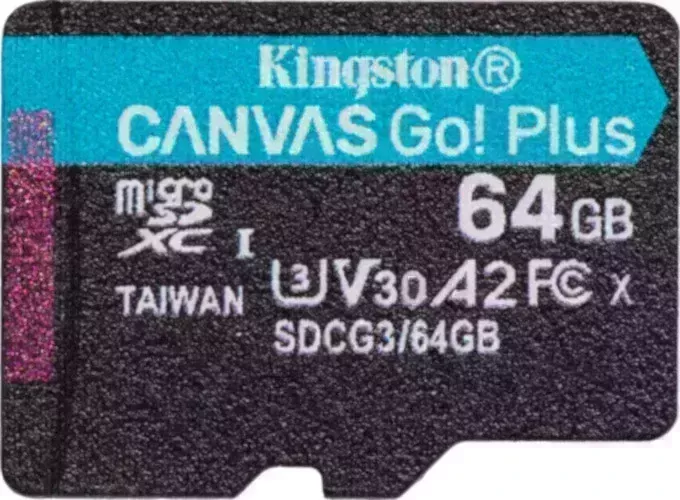 Kingston®
CANVAS Go! Plus
micro SD XC I
64GB
TAIWAN
U3 V30 A2 FC X
SDCG3/64GB